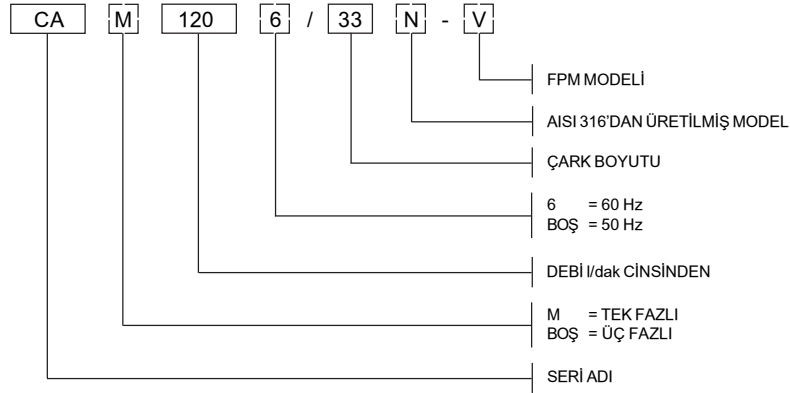 CA M 120 6 / 33 N - V
FPM MODELİ
AISI 316'DAN ÜRETİLMİŞ MODEL
ÇARK BOYUTU
6 = 60 Hz
BOŞ = 50 Hz
DEBİ l/dak CİNSİNDEN
M = TEK FAZLI
BOŞ = ÜÇ FAZLI
SERİ ADI